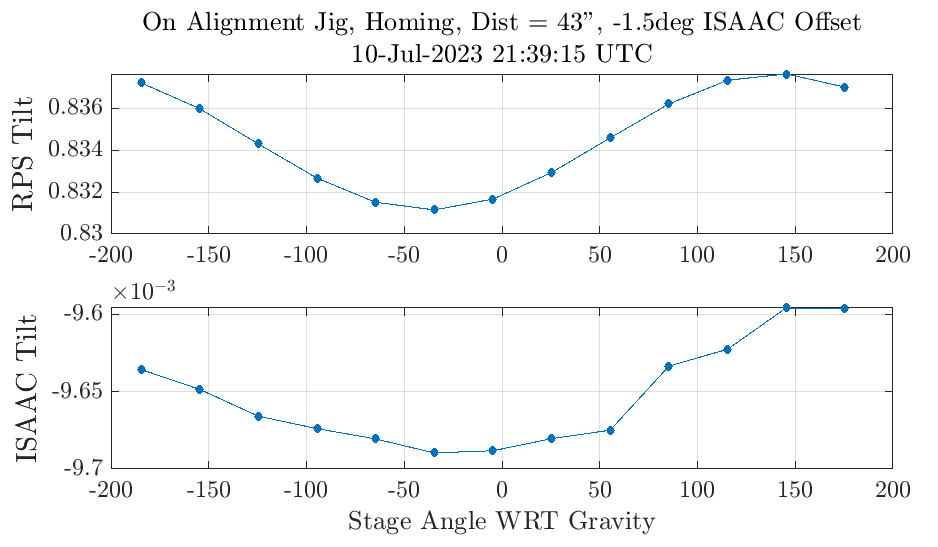 On Alignment Jig, Homing, Dist = 43", -1.5deg ISAAC Offset
10-Jul-2023 21:39:15 UTC
RPS Tilt
0.836
0.834
0.832
0.83
-200 -150 -100 -50 0 50 100 150 200
×10⁻³
ISAAC Tilt
-9.6
-9.65
-9.7
-200 -150 -100 -50 0 50 100 150 200
Stage Angle WRT Gravity